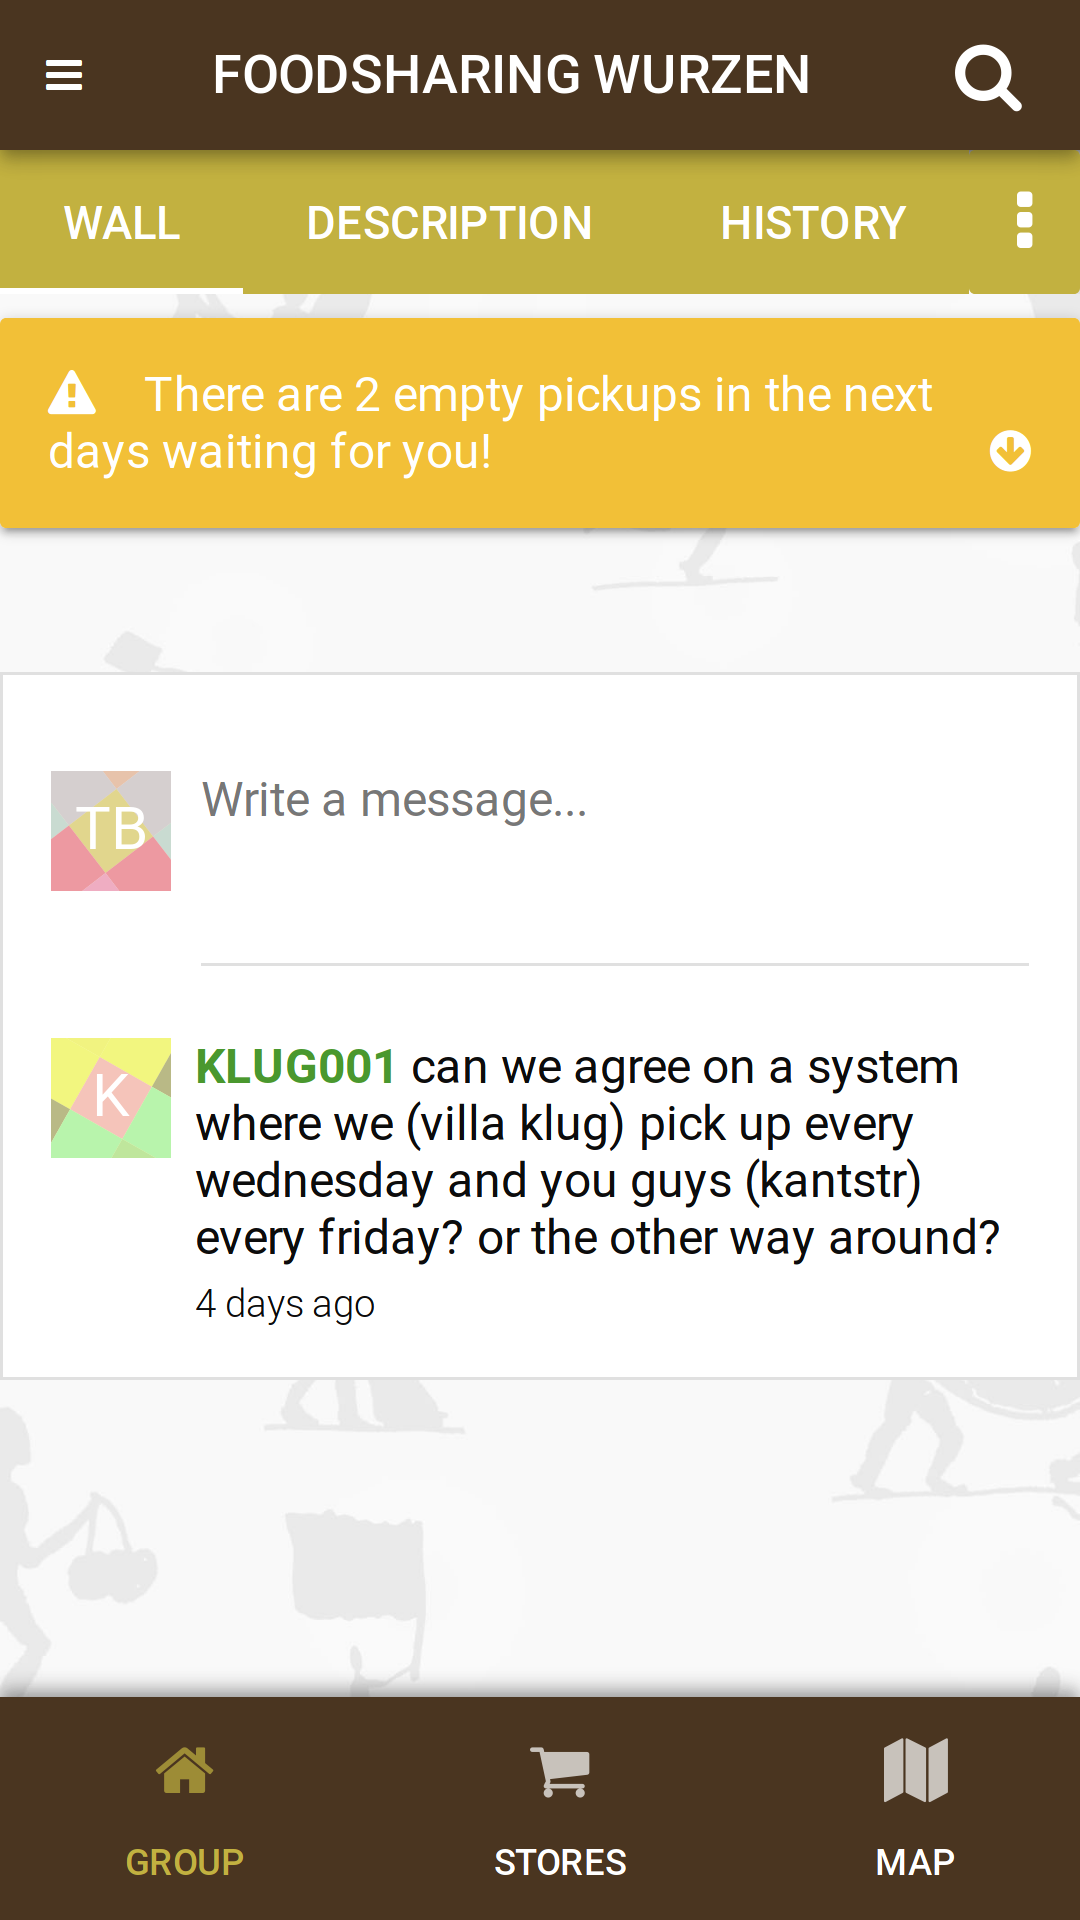 FOODSHARING WURZEN
WALL
DESCRIPTION
HISTORY
There are 2 empty pickups in the next
days waiting for you!
TB
Write a message...
K
KLUG001 can we agree on a system
where we (villa klug) pick up every
wednesday and you guys (kantstr)
every friday? or the other way around?
4 days ago
GROUP
STORES
MAP